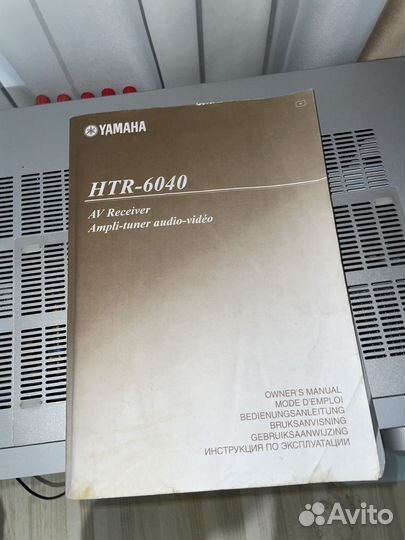 YAMAHA
HTR-6040
AV Receiver
Ampli-tuner audio-vidéo
OWNER'S MANUAL
MODE D'EMPLOI
BEDIENUNGSANLEITUNG
BRUKSANVISNING
GEBRUIKSAANWIJZING
ИНСТРУКЦИЯ ПО ЭКСПЛУАТАЦИИ
Avito